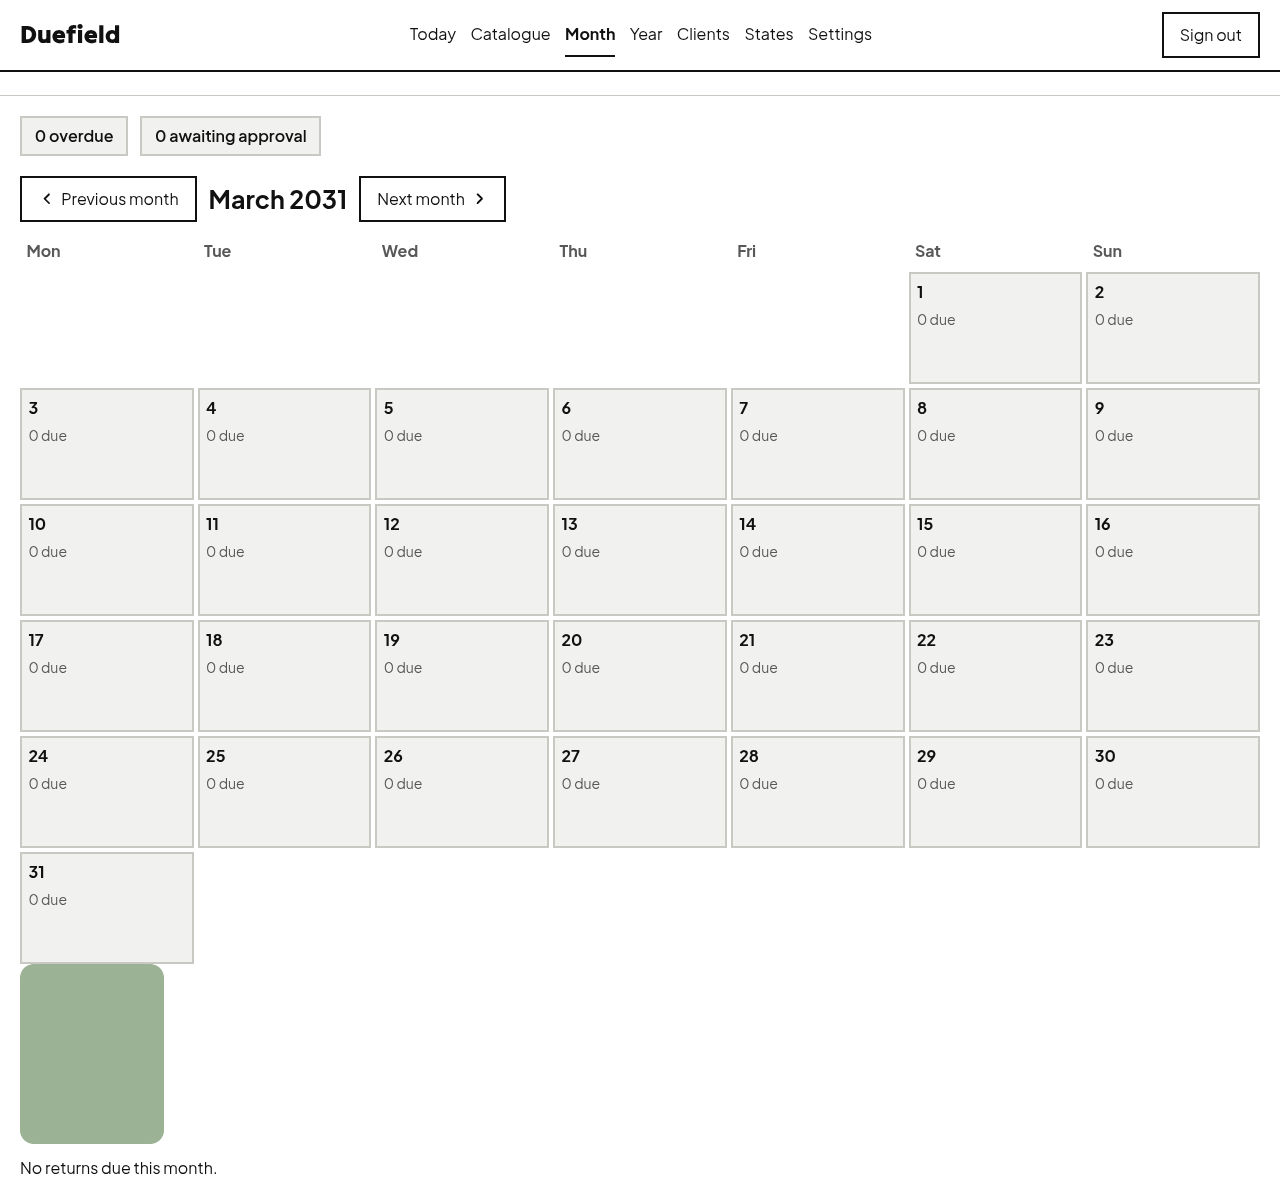 Duefield
Today Catalogue Month Year Clients States Settings
Sign out
0 overdue
0 awaiting approval
Previous month
March 2031
Next month
Mon Tue Wed Thu Fri Sat Sun
1 2
0 due 0 due
3 4 5 6 7 8 9
0 due 0 due 0 due 0 due 0 due 0 due 0 due
10 11 12 13 14 15 16
0 due 0 due 0 due 0 due 0 due 0 due 0 due
17 18 19 20 21 22 23
0 due 0 due 0 due 0 due 0 due 0 due 0 due
24 25 26 27 28 29 30
0 due 0 due 0 due 0 due 0 due 0 due 0 due
31
0 due
No returns due this month.